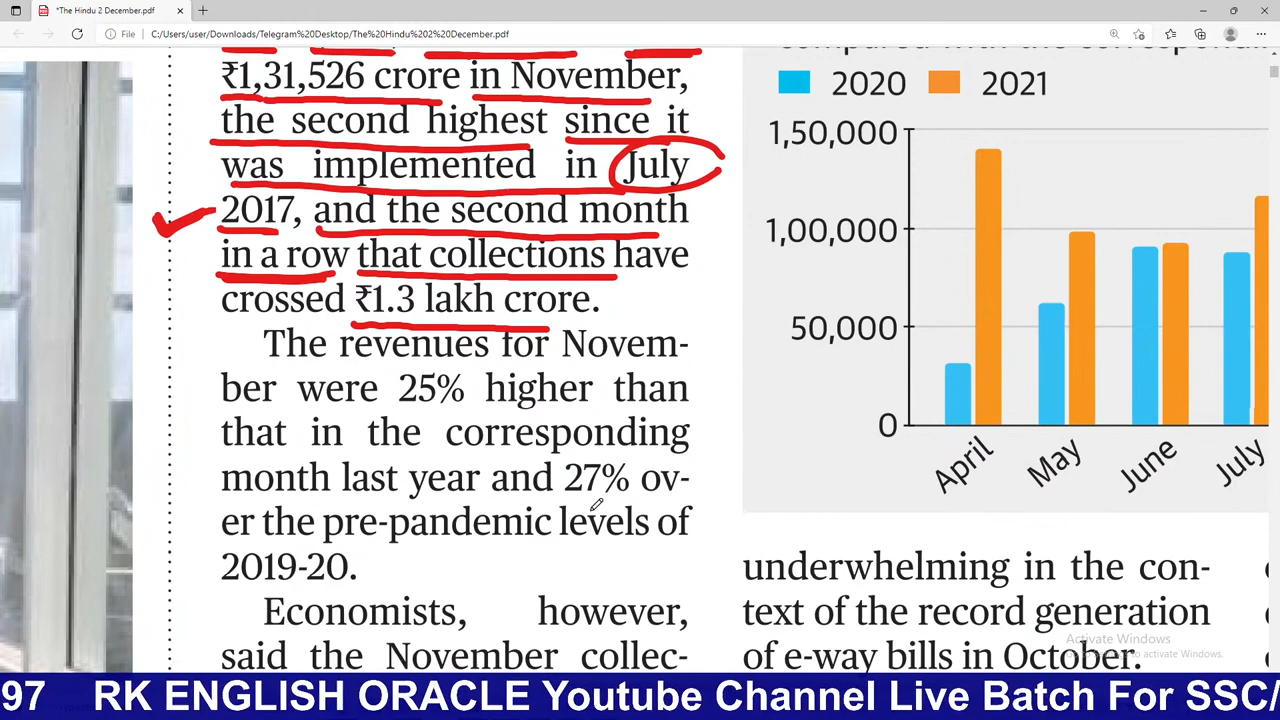 *The Hindu 2 December.pdf
File
C:/Users/user/Downloads/Telegram%20Desktop/The%20Hindu%202%20December.pdf
₹1,31,526 crore in November,
the second highest since it
was implemented in July
2017, and the second month
in a row that collections have
crossed ₹1.3 lakh crore.
The revenues for Novem-
ber were 25% higher than
that in the corresponding
month last year and 27% ov-
er the pre-pandemic levels of
2019-20.
Economists, however,
said the November collec-
2020 2021
1,50,000
1,00,000
50,000
0
April May June July
underwhelming in the con-
text of the record generation
of e-way bills in October.
Activate Windows
to activate Windows.
97 RK ENGLISH ORACLE Youtube Channel Live Batch For SSC/